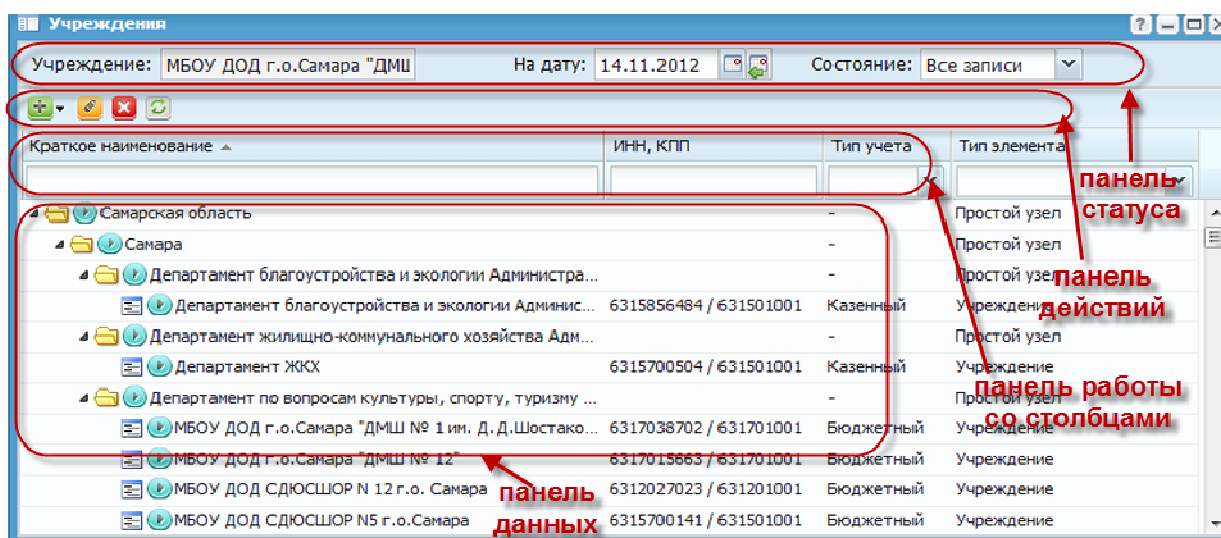 Учреждения
Учреждение: МБОУ ДОД г.о.Самара "ДМШ На дату: 14.11.2012 Состояние: Все записи
Краткое наименование ИНН, КПП Тип учета Тип элемента
панель статуса
Самарская область - Простой узел
Самара - Простой узел
Департамент благоустройства и экологии Администра... - Простой узел
панель действий
Департамент благоустройства и экологии Админис... 6315856484 / 631501001 Казенный Учреждение
Департамент жилищно-коммунального хозяйства Адм... - Простой узел
Департамент ЖКХ 6315700504 / 631501001 Казенный Учреждение
панель работы со столбцами
Департамент по вопросам культуры, спорту, туризму ... - Простой узел
МБОУ ДОД г.о.Самара "ДМШ № 1 им. Д.Д.Шостако... 6317038702 / 631701001 Бюджетный Учреждение
МБОУ ДОД г.о.Самара "ДМШ № 12" 6317015663 / 631701001 Бюджетный Учреждение
МБОУ ДОД СДЮСШОР N 12 г.о. Самара 6312027023 / 631201001 Бюджетный Учреждение
МБОУ ДОД СДЮСШОР N5 г.о.Самара 6315700141 / 631501001 Бюджетный Учреждение
панель данных